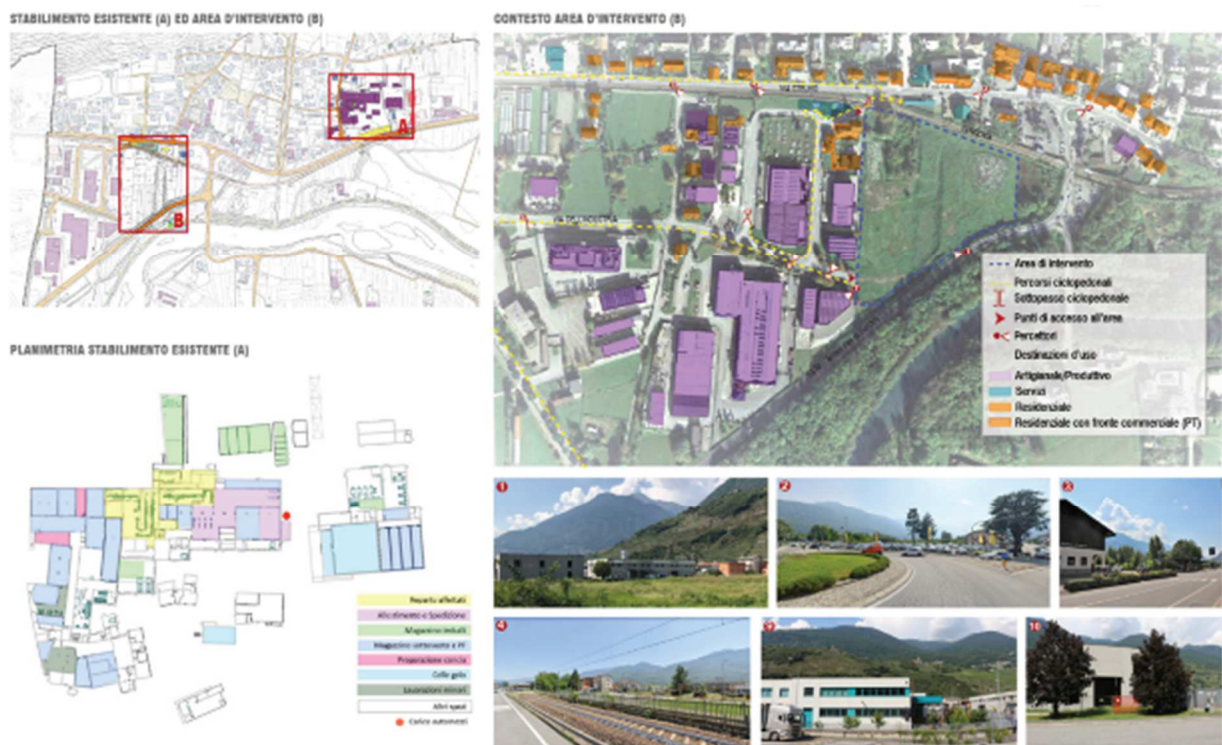 STABILIMENTO ESISTENTE (A) ED AREA D'INTERVENTO (B)
A
B
PLANIMETRIA STABILIMENTO ESISTENTE (A)
Reparto affettati
Allestimento e Spedizione
Magazzino imballi
Magazzino sottovuoto e PF
Preparazione concia
Celle gelo
Lavorazioni minori
Altri spazi
Carico automezzi
CONTESTO AREA D'INTERVENTO (B)
Area di intervento
Percorsi ciclopedonali
Sottopasso ciclopedonale
Punti di accesso all'area
Percettori
Destinazioni d'uso
Artigianale/Produttivo
Servizi
Residenziale
Residenziale con fronte commerciale (PT)
1
2
3
4
10